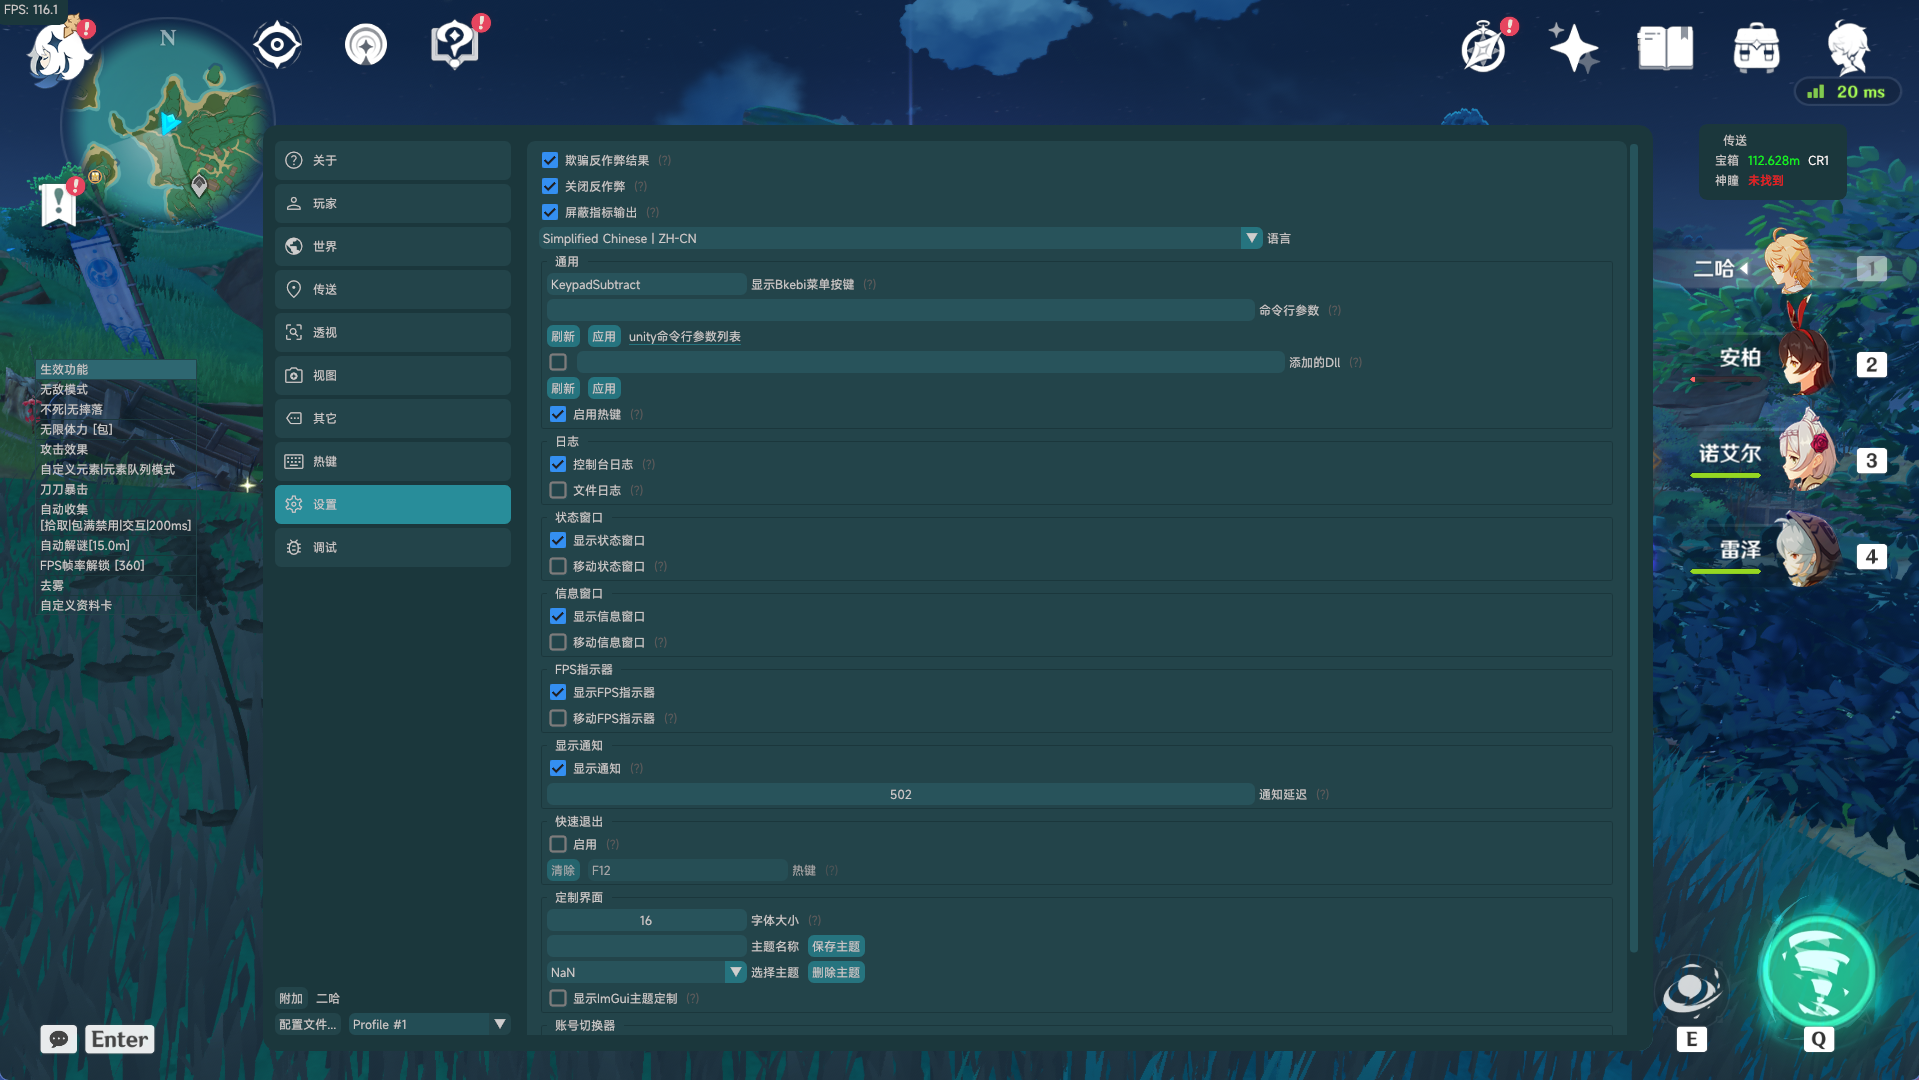 FPS: 116.1
N
20 ms
传送
宝箱 112.628m CR1
神瞳 未找到
二哈
1
安柏
2
诺艾尔
3
雷泽
4
E
Q
生效功能
无敌模式
不死|无摔落
无限体力 [包]
攻击效果
自定义元素|元素队列模式
刀刀暴击
自动收集
[拾取|包满禁用|交互|200ms]
自动解谜[15.0m]
FPS帧率解锁 [360]
去雾
自定义资料卡
Enter
关于
玩家
世界
传送
透视
视图
其它
热键
设置
调试
附加 二哈
配置文件... Profile #1
欺骗反作弊结果 (?)
关闭反作弊 (?)
屏蔽指标输出 (?)
Simplified Chinese | ZH-CN 语言
通用
KeypadSubtract 显示Bkebi菜单按键 (?)
命令行参数 (?)
刷新 应用 unity命令行参数列表
添加的Dll (?)
刷新 应用
启用热键 (?)
日志
控制台日志 (?)
文件日志 (?)
状态窗口
显示状态窗口
移动状态窗口 (?)
信息窗口
显示信息窗口
移动信息窗口 (?)
FPS指示器
显示FPS指示器
移动FPS指示器 (?)
显示通知
显示通知 (?)
502 通知延迟 (?)
快速退出
启用 (?)
清除 F12 热键 (?)
定制界面
16 字体大小 (?)
主题名称 保存主题
NaN 选择主题 删除主题
显示ImGui主题定制 (?)
账号切换器